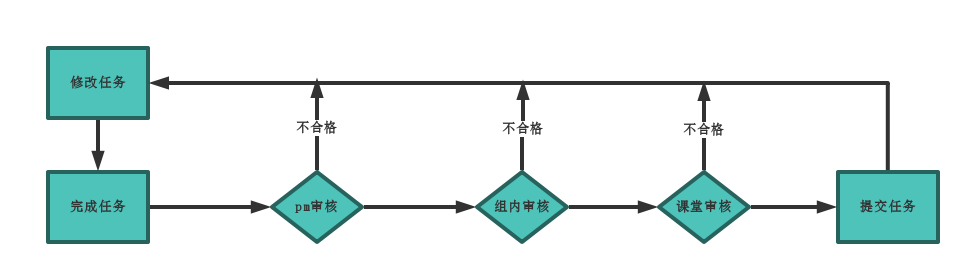 修改任务
不合格
不合格
不合格
完成任务
pm审核
组内审核
课堂审核
提交任务